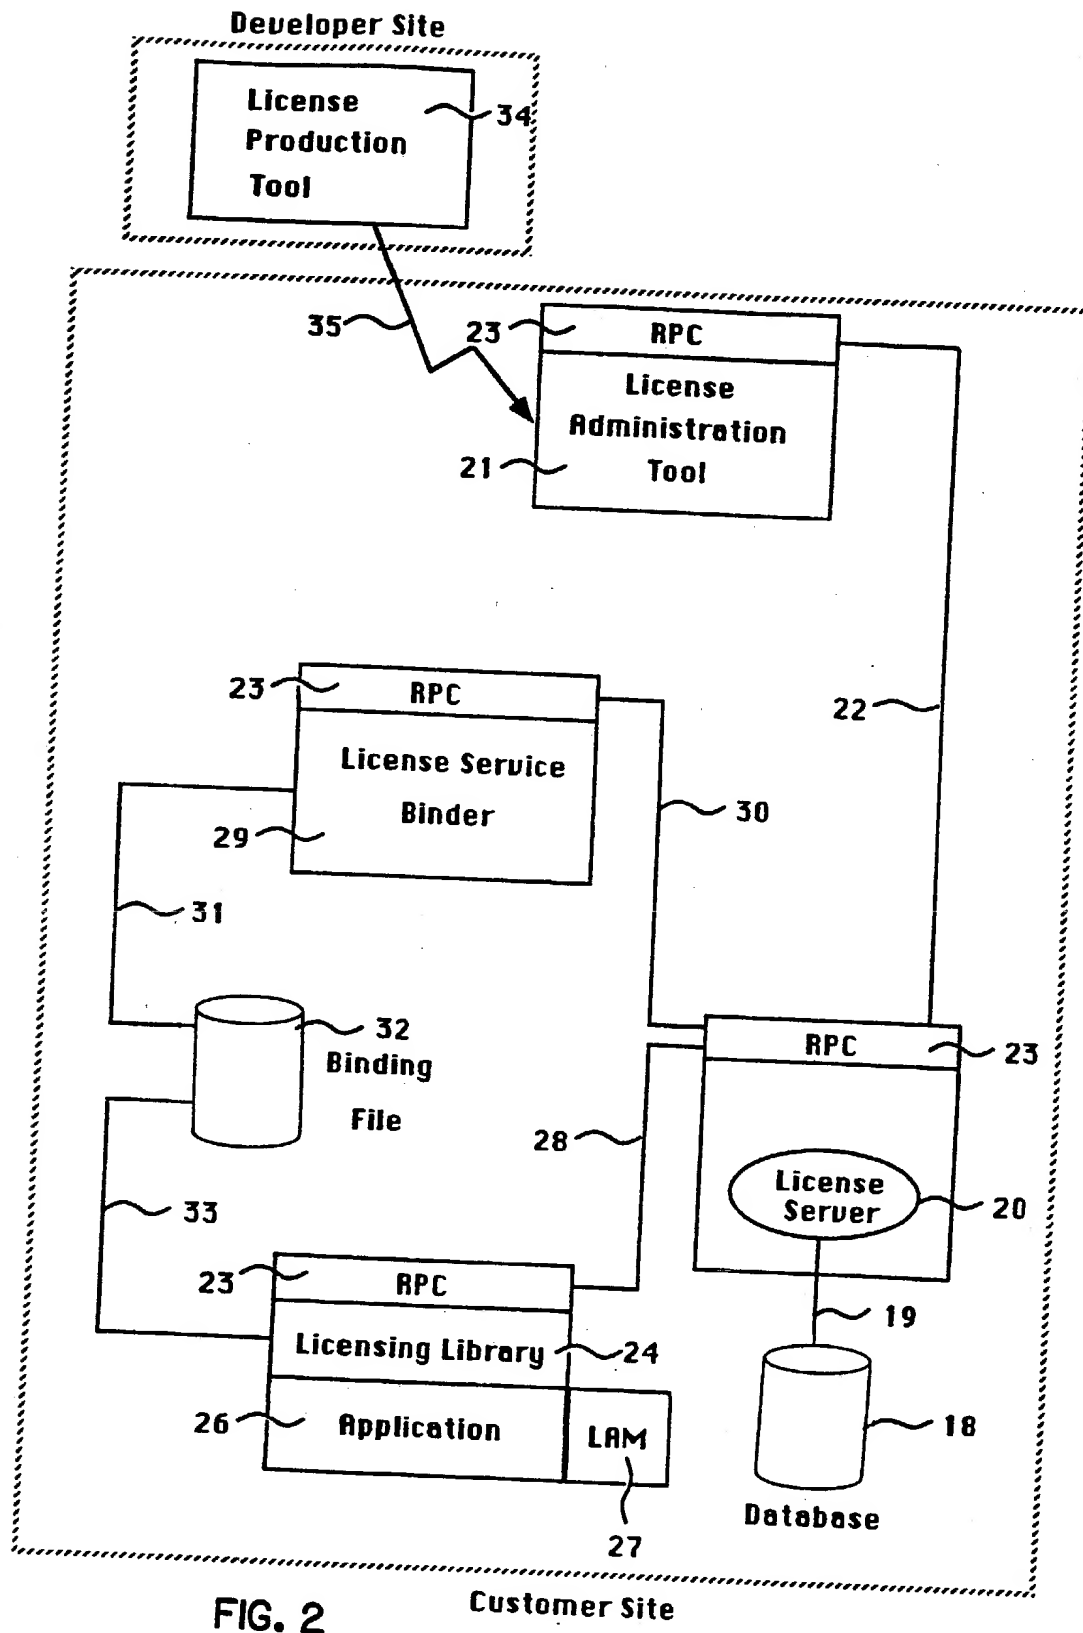 Developer Site
License
Production
Tool
34
35
23
RPC
License
Administration
Tool
21
22
23
RPC
License Service
Binder
29
30
31
32
Binding
File
RPC
23
28
License
Server
20
33
23
RPC
Licensing Library
24
19
26
Application
LAM
18
27
Database
Customer Site
FIG. 2